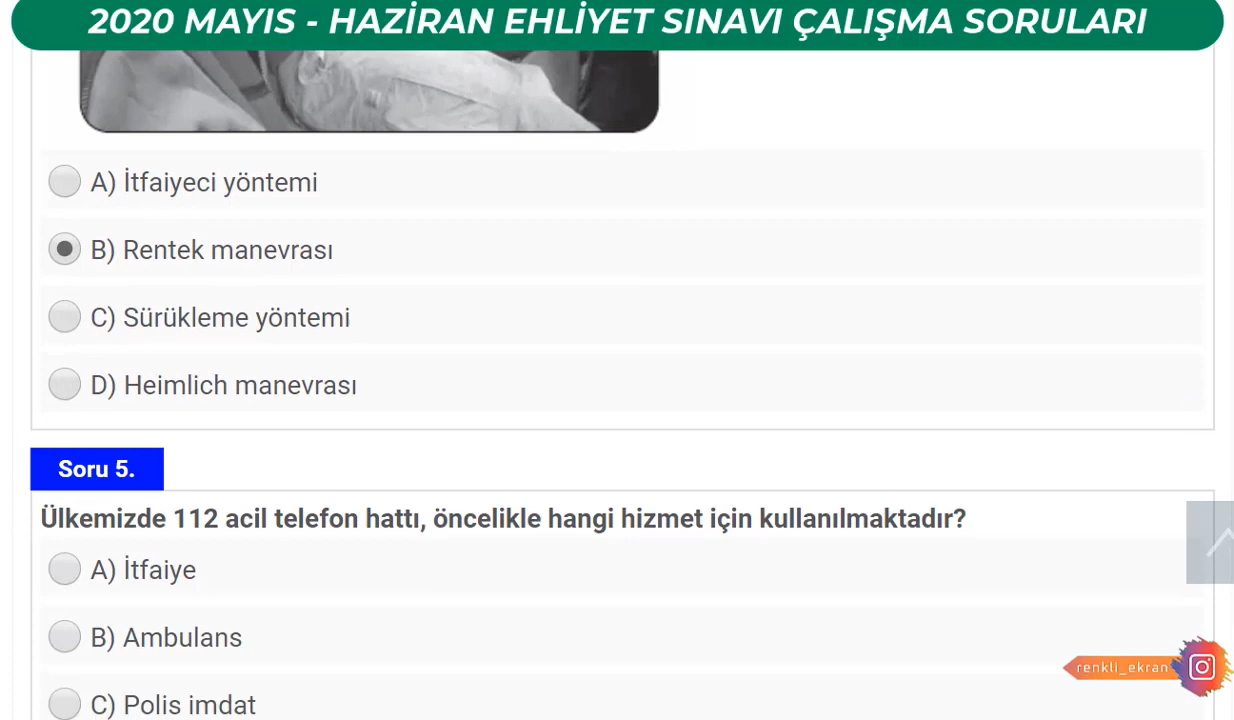 2020 MAYIS - HAZİRAN EHLİYET SINAVI ÇALIŞMA SORULARI
A) İtfaiyeci yöntemi
B) Rentek manevrası
C) Sürükleme yöntemi
D) Heimlich manevrası
Soru 5.
Ülkemizde 112 acil telefon hattı, öncelikle hangi hizmet için kullanılmaktadır?
A) İtfaiye
B) Ambulans
renkli_ekran
C) Polis imdat